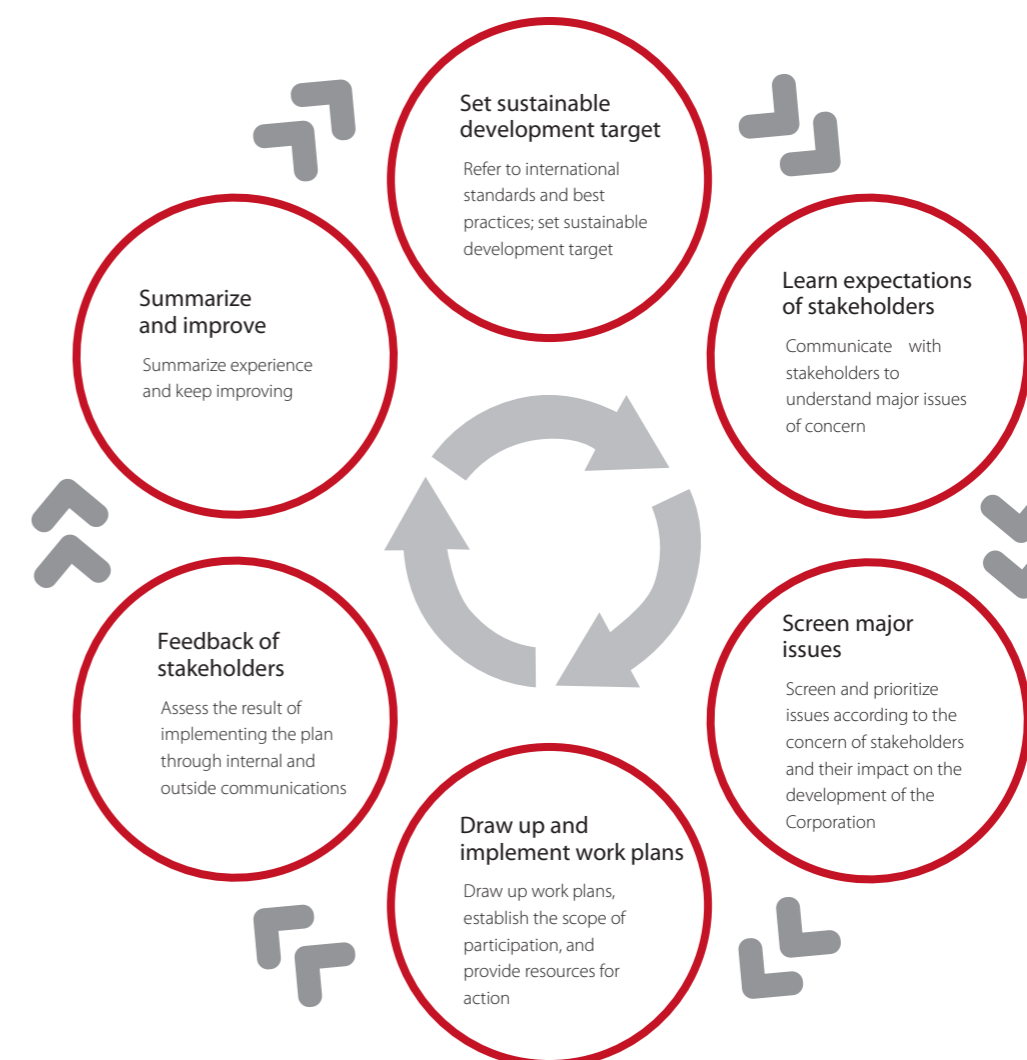 Set sustainable
development target
Refer to international
standards and best
practices; set sustainable
development target
Learn expectations
of stakeholders
Communicate with
stakeholders to
understand major issues
of concern
Screen major
issues
Screen and prioritize
issues according to the
concern of stakeholders
and their impact on the
development of the
Corporation
Draw up and
implement work plans
Draw up work plans,
establish the scope of
participation, and
provide resources for
action
Feedback of
stakeholders
Assess the result of
implementing the plan
through internal and
outside communications
Summarize
and improve
Summarize experience
and keep improving